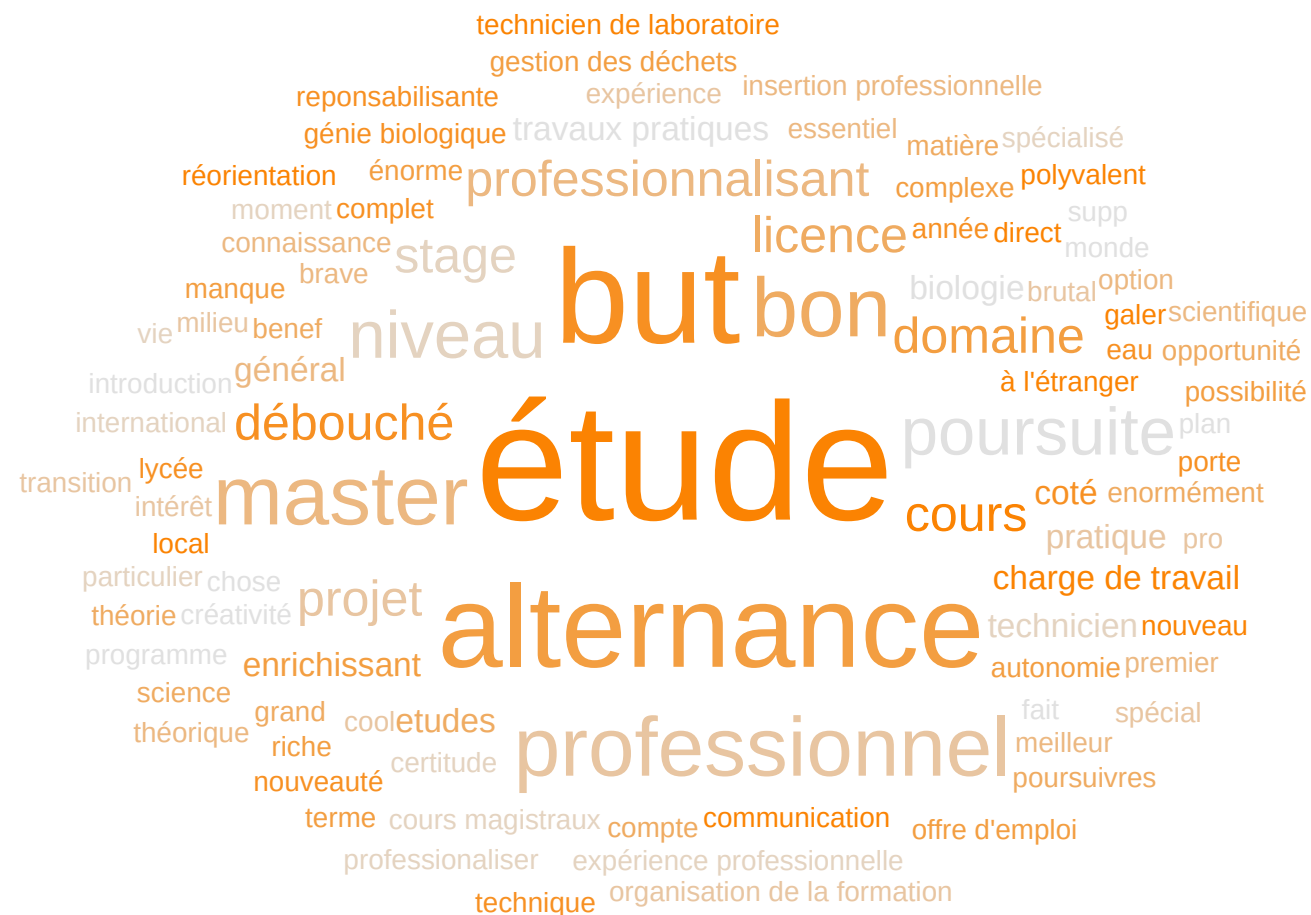 technicien de laboratoire
gestion des déchets
reponsabilisante expérience insertion professionnelle
génie biologique travaux pratiques essentiel matière spécialisé
réorientation énorme professionnalisant complexe polyvalent
moment complet licence année direct supp
connaissance stage but monde
manque brave bon biologie brutal option
vie milieu benef niveau domaine galer scientifique
eau opportunité
introduction général à l'étranger possibilité
international débouché étude poursuite plan
transition lycée master porte
intérêt cours coté enormément
local pratique pro
particulier chose projet alternance charge de travail
théorie créativité technicien nouveau
programme enrichissant autonomie premier
science grand cool etudes professionnel fait spécial
théorique riche certitude meilleur
nouveauté poursuivres
terme cours magistraux compte communication offre d'emploi
professionaliser expérience professionnelle
technique organisation de la formation